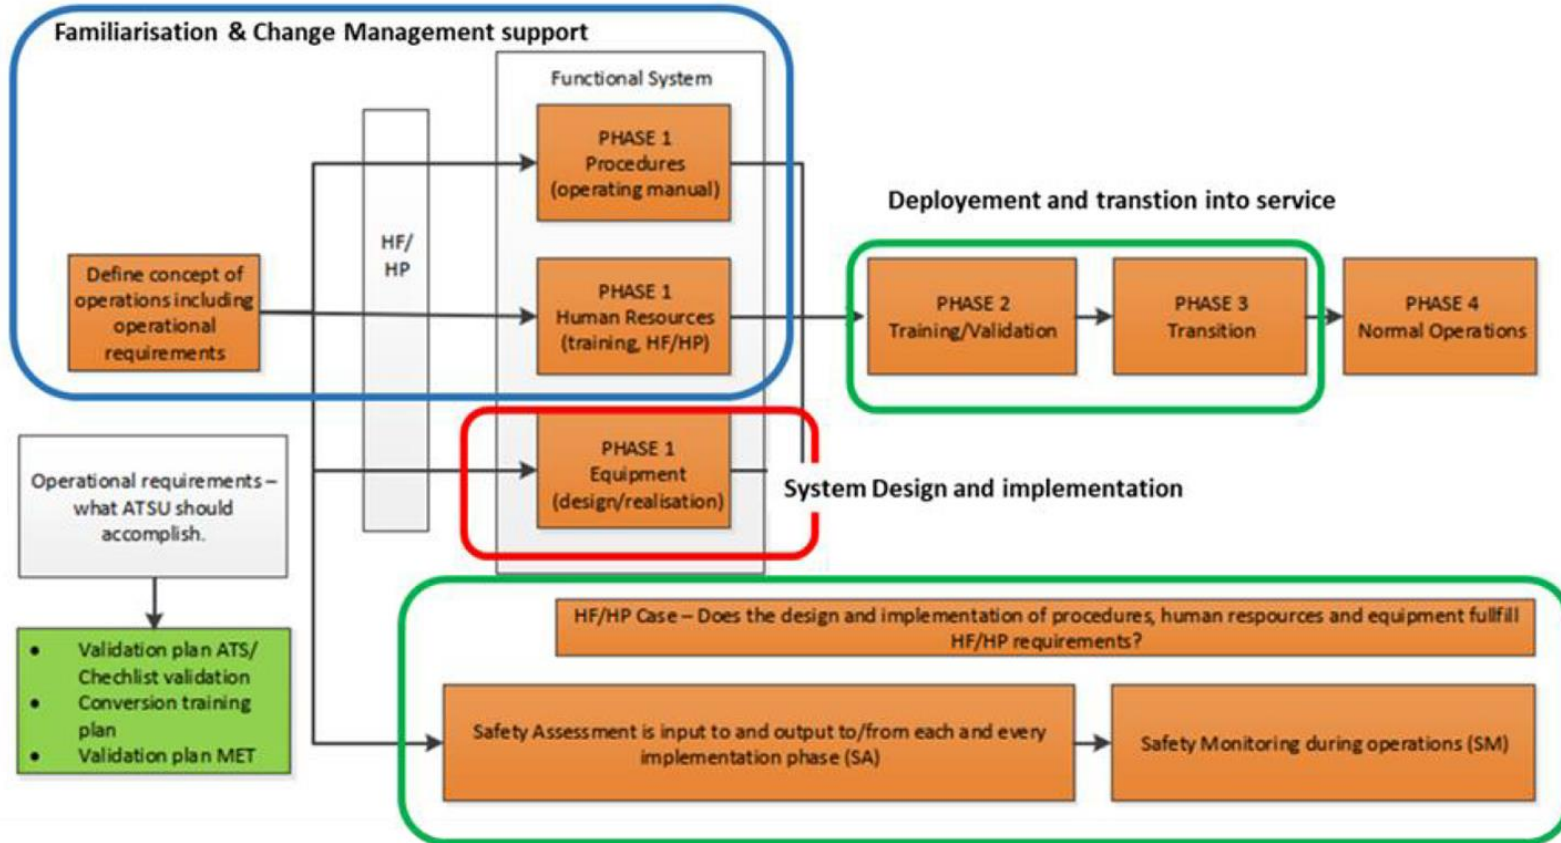 Familiarisation & Change Management support
Functional System
PHASE 1
Procedures
(operating manual)
HF/
HP
Define concept of
operations including
operational
requirements
PHASE 1
Human Resources
(training, HF/HP)
Deployement and transtion into service
PHASE 2
Training/Validation
PHASE 3
Transition
PHASE 4
Normal Operations
PHASE 1
Equipment
(design/realisation)
System Design and implementation
Operational requirements –
what ATSU should
accomplish.
• Validation plan ATS/
Chechlist validation
• Conversion training
plan
• Validation plan MET
HF/HP Case – Does the design and implementation of procedures, human respources and equipment fullfill
HF/HP requirements?
Safety Assessment is input to and output to/from each and every
implementation phase (SA)
Safety Monitoring during operations (SM)